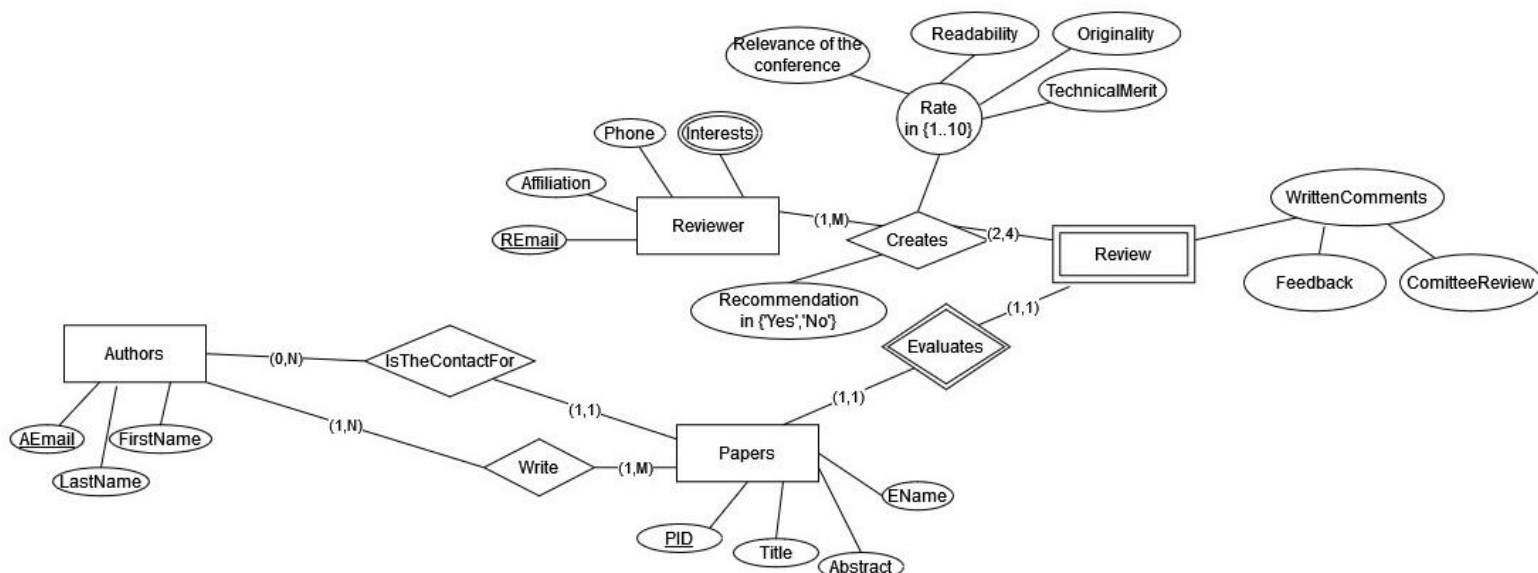 Relevance of the
conference
Readability
Originality
TechnicalMerit
Rate
in {1..10}
Phone
Interests
Affiliation
REmail
Reviewer
(1,M)
Creates
(2,4)
Review
WrittenComments
Feedback
ComitteeReview
Recommendation
in {'Yes','No'}
(1,1)
Evaluates
(1,1)
Authors
(0,N)
IsTheContactFor
(1,1)
AEmail
FirstName
LastName
(1,N)
Write
(1,M)
Papers
EName
PID
Title
Abstract